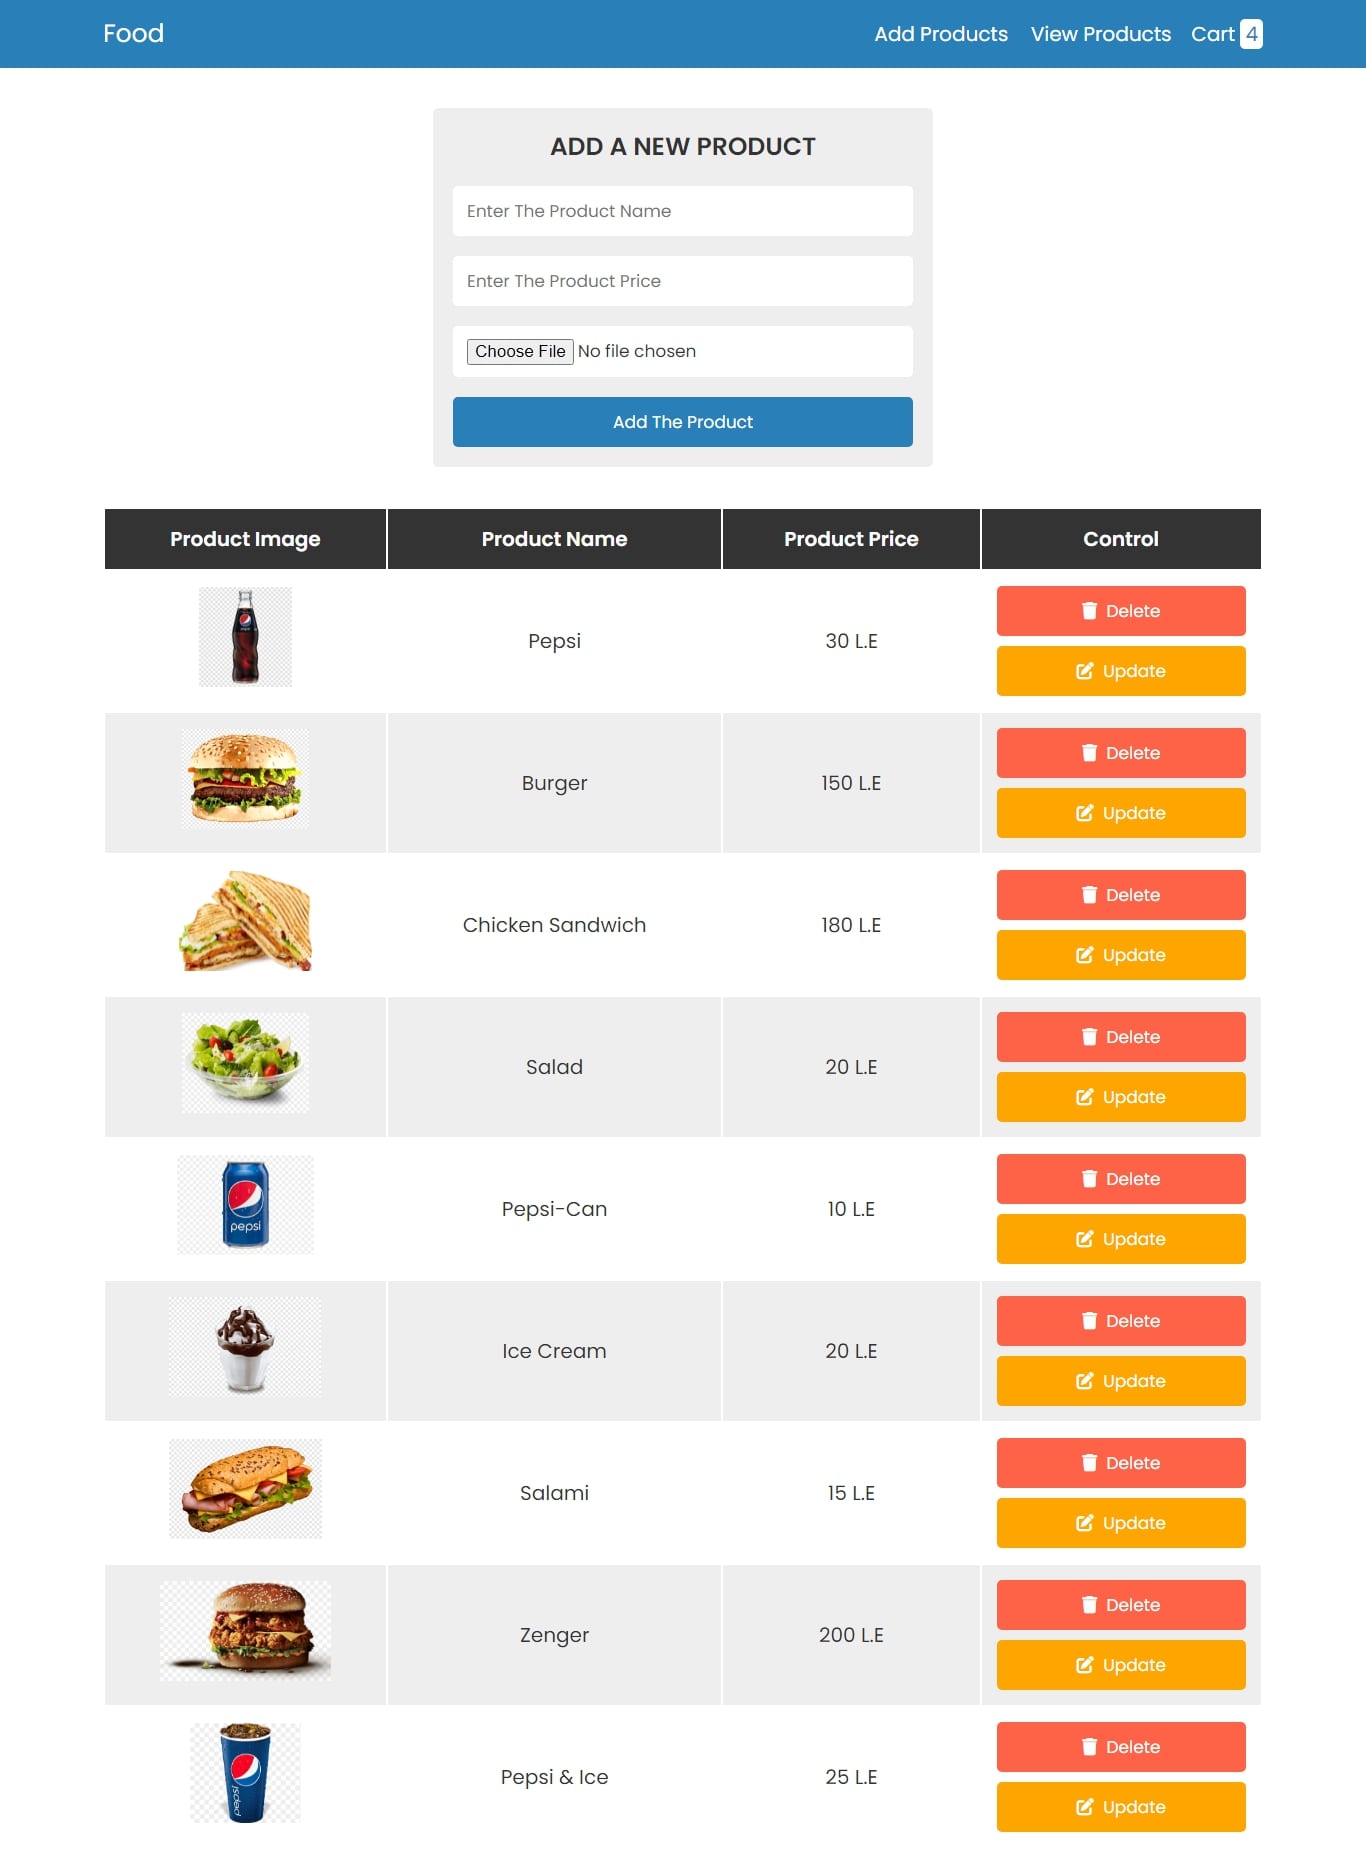 Food
Add Products
View Products
Cart 4
ADD A NEW PRODUCT
Enter The Product Name
Enter The Product Price
Choose File No file chosen
Add The Product
Product Image
Product Name
Product Price
Control
Pepsi
30 L.E
Delete
Update
Burger
150 L.E
Delete
Update
Chicken Sandwich
180 L.E
Delete
Update
Salad
20 L.E
Delete
Update
pepsi
Pepsi-Can
10 L.E
Delete
Update
Ice Cream
20 L.E
Delete
Update
Salami
15 L.E
Delete
Update
Zenger
200 L.E
Delete
Update
pepsi
Pepsi & Ice
25 L.E
Delete
Update